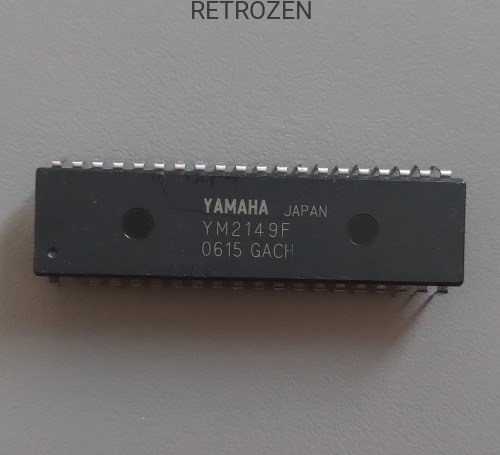 RETROZEN
YAMAHA JAPAN
YM2149F
0615 GACH